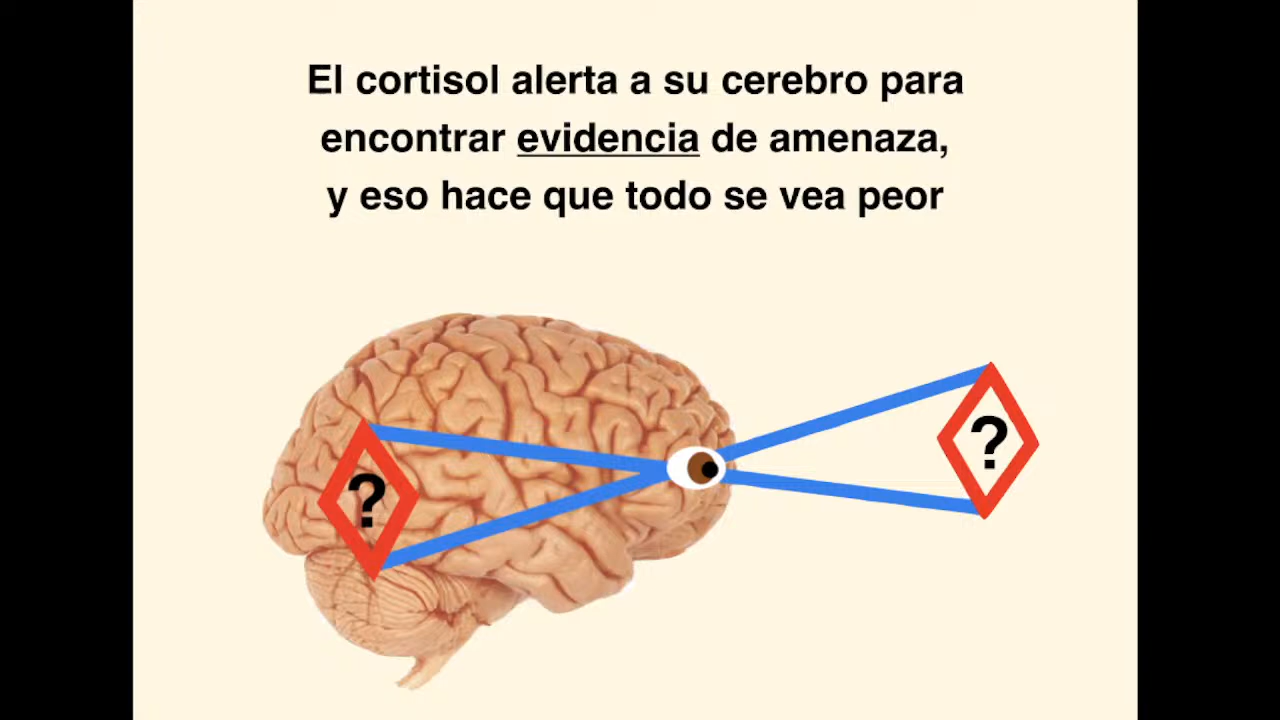 El cortisol alerta a su cerebro para
encontrar evidencia de amenaza,
y eso hace que todo se vea peor
?
?